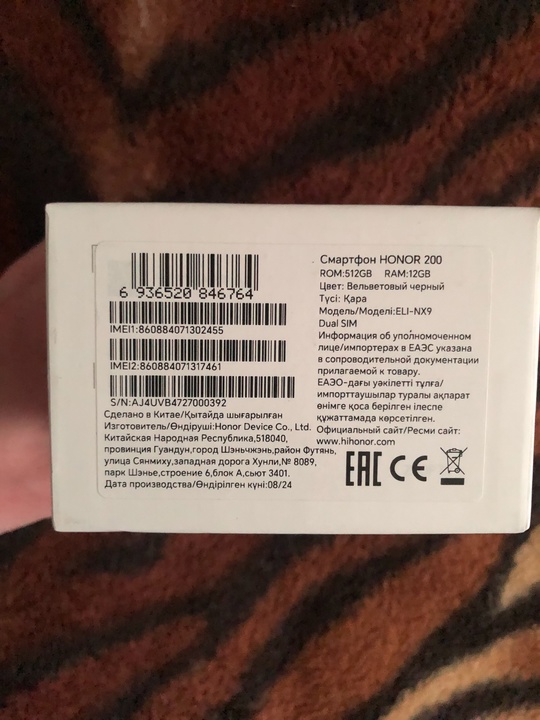 6 936520 846764
IMEI1:860884071302455
IMEI2:860884071317461
S/N:AJ4UVB4727000392
Сделано в Китае/Қытайда шығарылған
Изготовитель/Өндіруші:Honor Device Co., Ltd.
Китайская Народная Республика,518040,
провинция Гуандун,город Шэньчжэнь,район Футянь,
улица Сянмиху,западная дорога Хунли,№ 8089,
парк Шэнье,строение 6,блок А,сьют 3401.
Дата производства/Өндірілген күні:08/24
Смартфон HONOR 200
ROM:512GB RAM:12GB
Цвет: Вельветовый черный
Түсі: Қара
Модель/Моделі:ELI-NX9
Dual SIM
Информация об уполномоченном
лице/импортерах в ЕАЭС указана
в сопроводительной документации
прилагаемой к товару.
ЕАЭО-дағы уәкілетті тұлға/
импорттаушылар туралы ақпарат
өнімге қоса берілген ілеспе
құжаттамада көрсетілген.
Официальный сайт/Ресми сайт:
www.hihonor.com
EAC CE